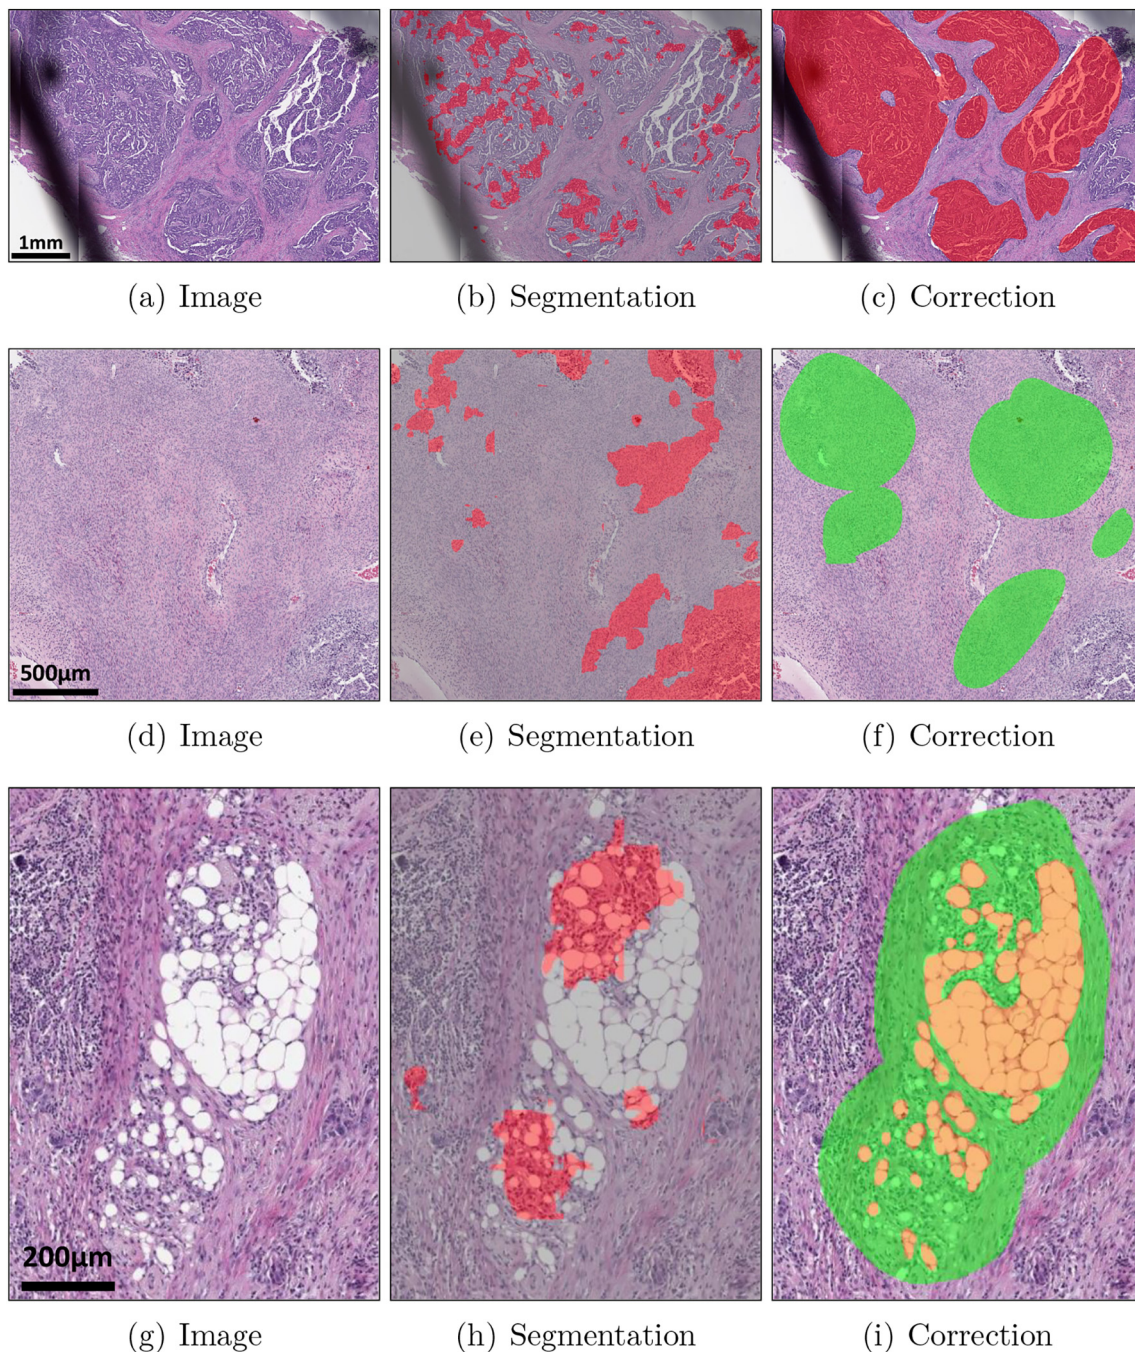 1mm
(a) Image
(b) Segmentation
(c) Correction
500µm
(d) Image
(e) Segmentation
(f) Correction
200µm
(g) Image
(h) Segmentation
(i) Correction